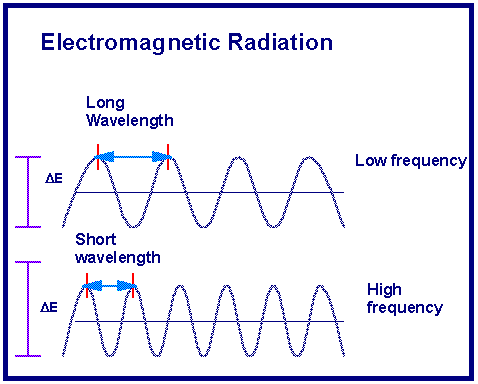 Electromagnetic Radiation
Long
Wavelength
Low frequency
ΔE
Short
wavelength
High
frequency
ΔE